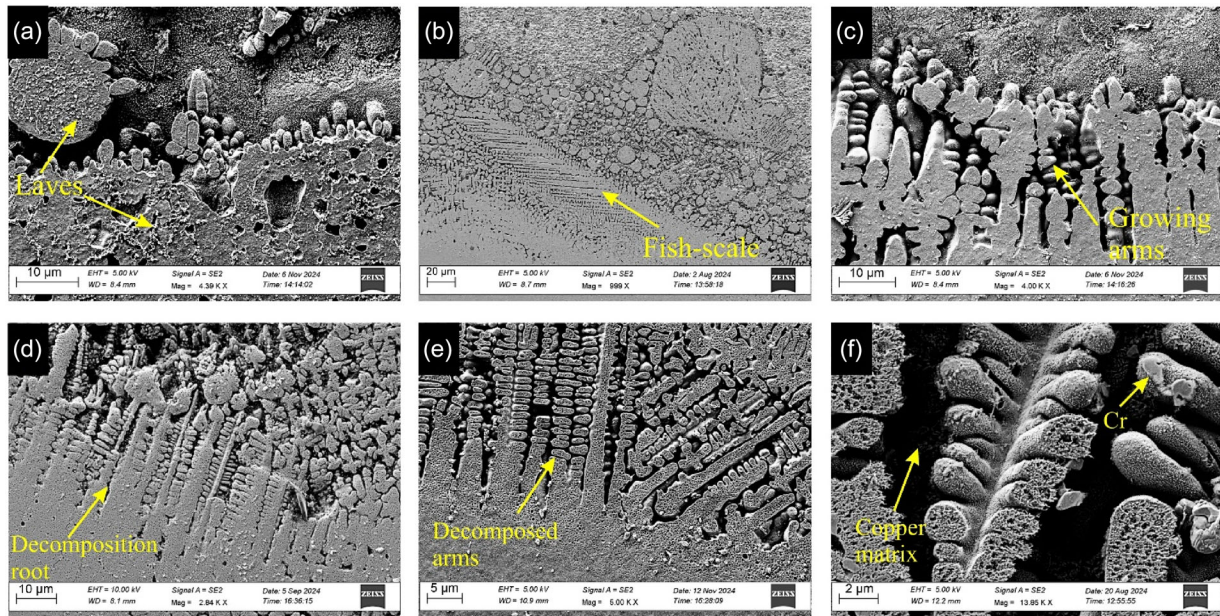 (a)
Laves
10 µm
EHT = 5.00 kV
WD = 8.4 mm
Signal A = SE2
Mag = 4.39 K X
Date: 6 Nov 2024
Time: 14:14:02
ZEISS
(b)
Fish-scale
20 µm
EHT = 5.00 kV
WD = 8.7 mm
Signal A = SE2
Mag = 999 X
Date: 2 Aug 2024
Time: 13:58:18
ZEISS
(c)
Growing
arms
10 µm
EHT = 5.00 kV
WD = 8.4 mm
Signal A = SE2
Mag = 4.00 K X
Date: 6 Nov 2024
Time: 14:16:26
ZEISS
(d)
Decomposition
root
10 µm
EHT = 10.00 kV
WD = 8.1 mm
Signal A = SE2
Mag = 2.84 K X
Date: 5 Sep 2024
Time: 16:36:15
ZEISS
(e)
Decomposed
arms
5 µm
EHT = 5.00 kV
WD = 10.9 mm
Signal A = SE2
Mag = 6.00 K X
Date: 12 Nov 2024
Time: 16:28:09
ZEISS
(f)
Cr
Copper
matrix
2 µm
EHT = 5.00 kV
WD = 12.2 mm
Signal A = SE2
Mag = 13.95 K X
Date: 20 Aug 2024
Time: 12:55:55
ZEISS